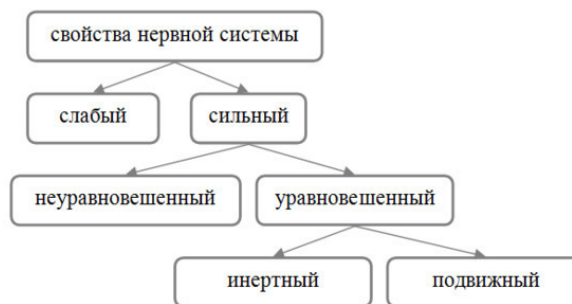 свойства нервной системы
слабый
сильный
неуравновешенный
уравновешенный
инертный
подвижный